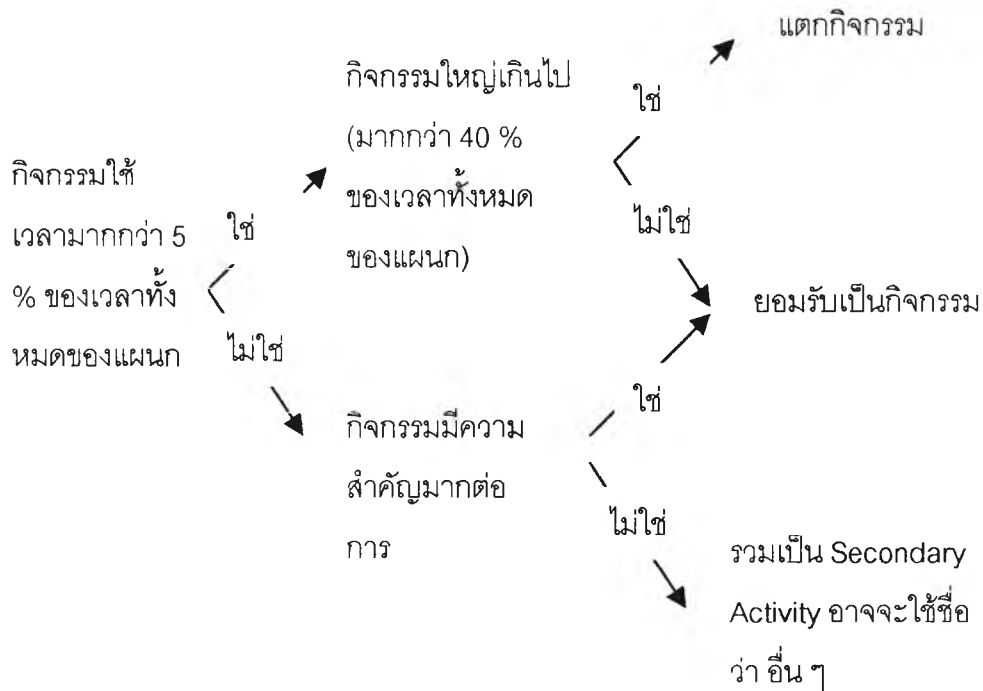 แตกกิจกรรม
กิจกรรมใหญ่เกินไป
(มากกว่า 40 %
ของเวลาทั้งหมด
ของแผนก)
ใช่
ไม่ใช่
กิจกรรมใช้
เวลามากกว่า 5
% ของเวลาทั้ง
หมดของแผนก
ใช่
ไม่ใช่
ยอมรับเป็นกิจกรรม
กิจกรรมมีความ
สำคัญมากต่อ
การ
ใช่
ไม่ใช่
รวมเป็น Secondary
Activity อาจจะใช้ชื่อ
ว่า อื่น ๆ